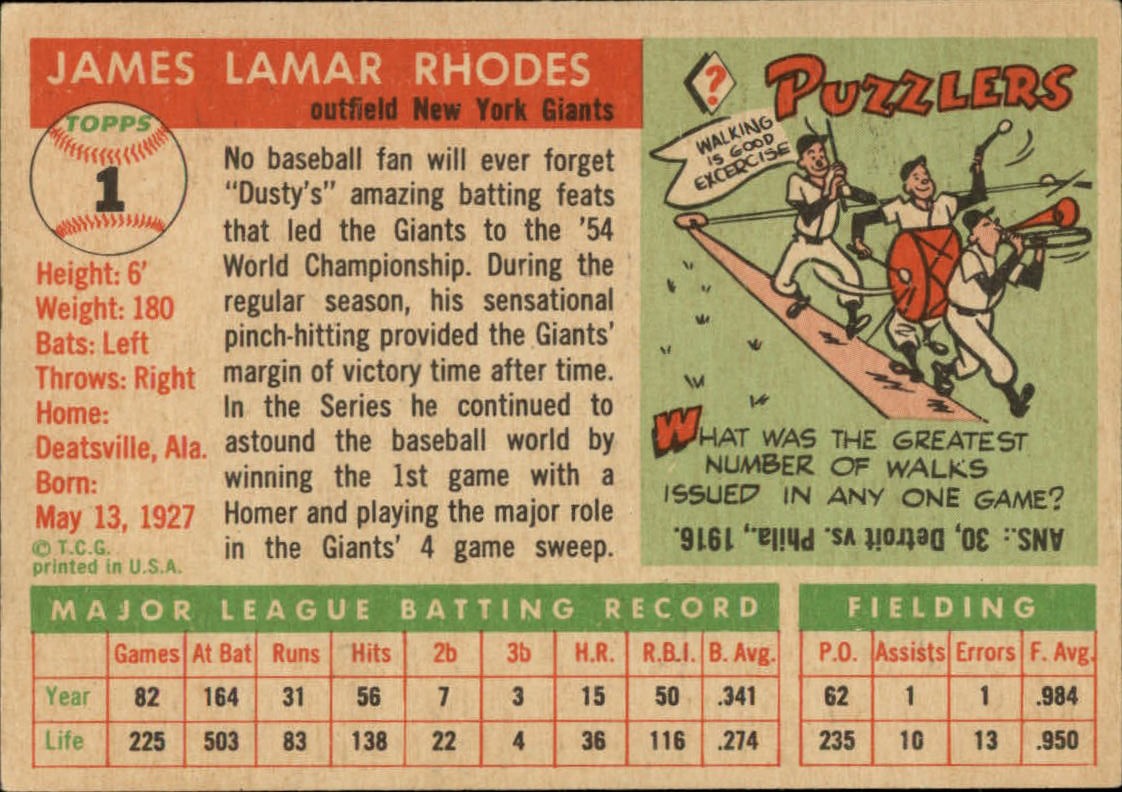 JAMES LAMAR RHODES
outfield New York Giants
TOPPS
1
Height: 6'
Weight: 180
Bats: Left
Throws: Right
Home:
Deatsville, Ala.
Born:
May 13, 1927
© T.C.G.
printed in U.S.A.
No baseball fan will ever forget
"Dusty's" amazing batting feats
that led the Giants to the '54
World Championship. During the
regular season, his sensational
pinch-hitting provided the Giants'
margin of victory time after time.
In the Series he continued to
astound the baseball world by
winning the 1st game with a
Homer and playing the major role
in the Giants' 4 game sweep.
? PUZZLERS
WALKING
IS GOOD
EXCERCISE
WHAT WAS THE GREATEST
NUMBER OF WALKS
ISSUED IN ANY ONE GAME?
ANS.: 30, Detroit vs. Phila., 1916.
MAJOR LEAGUE BATTING RECORD
Games At Bat Runs Hits 2b 3b H.R. R.B.I. B. Avg.
Year 82 164 31 56 7 3 15 50 .341
Life 225 503 83 138 22 4 36 116 .274
FIELDING
P.O. Assists Errors F. Avg.
62 1 1 .984
235 10 13 .950